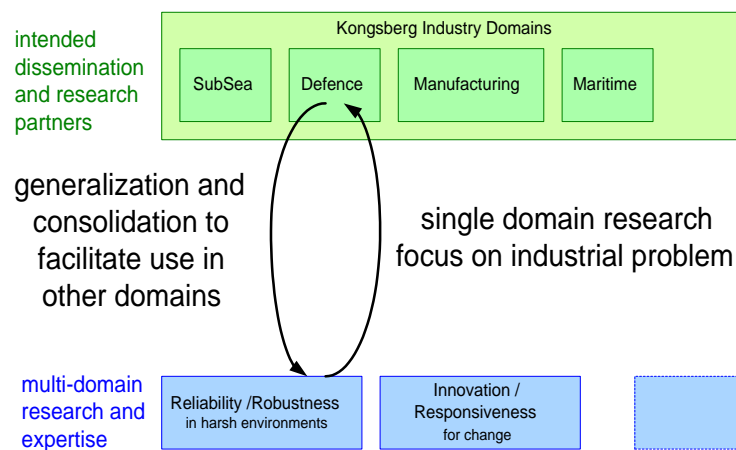 intended
dissemination
and research
partners
Kongsberg Industry Domains
SubSea
Defence
Manufacturing
Maritime
generalization and
consolidation to
facilitate use in
other domains
single domain research
focus on industrial problem
multi-domain
research and
expertise
Reliability /Robustness
in harsh environments
Innovation /
Responsiveness
for change